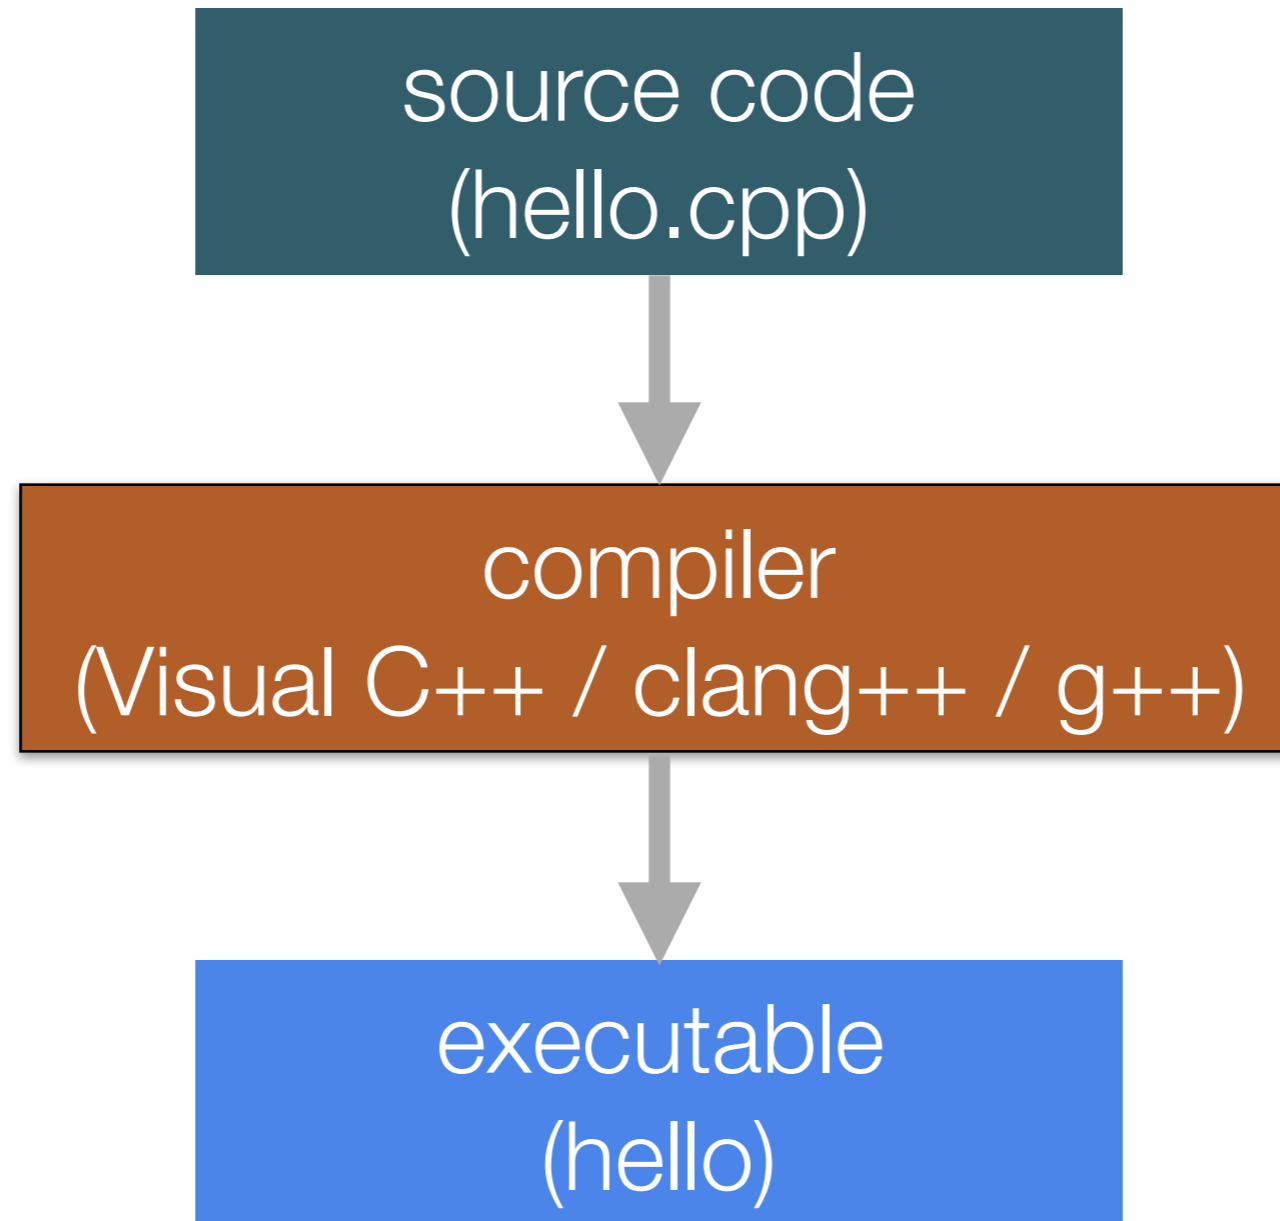 source code
(hello.cpp)
compiler
(Visual C++ / clang++ / g++)
executable
(hello)